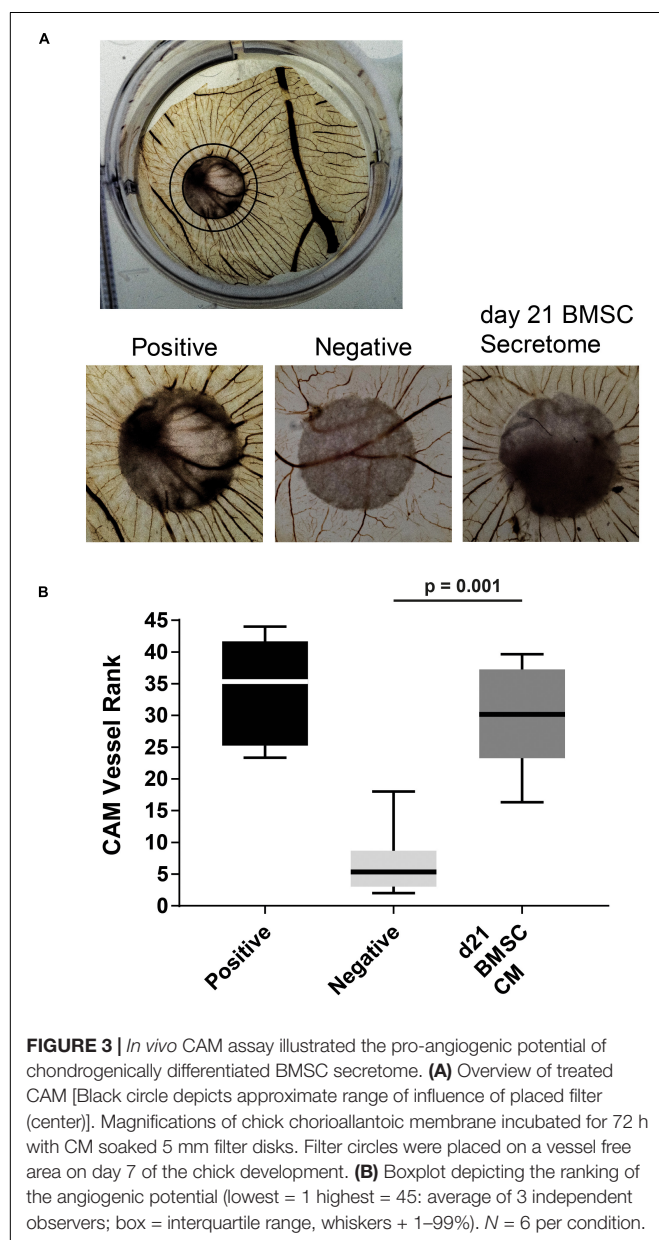 A
Positive
Negative
day 21 BMSC
Secretome
B
p = 0.001
CAM Vessel Rank
45
40
35
30
25
20
15
10
5
0
Positive
Negative
d21
BMSC
CM
FIGURE 3 | In vivo CAM assay illustrated the pro-angiogenic potential of
chondrogenically differentiated BMSC secretome. (A) Overview of treated
CAM [Black circle depicts approximate range of influence of placed filter
(center)]. Magnifications of chick chorioallantoic membrane incubated for 72 h
with CM soaked 5 mm filter disks. Filter circles were placed on a vessel free
area on day 7 of the chick development. (B) Boxplot depicting the ranking of
the angiogenic potential (lowest = 1 highest = 45: average of 3 independent
observers; box = interquartile range, whiskers + 1–99%). N = 6 per condition.